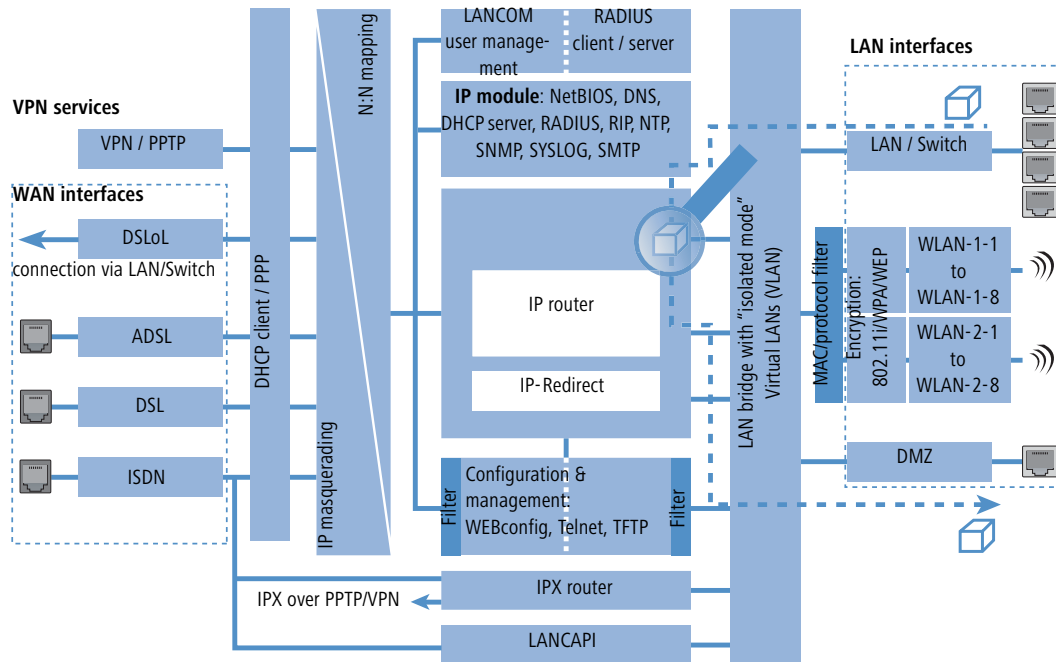 LANCOM
user manage-
ment
RADIUS
client / server
LAN interfaces
VPN services
VPN / PPTP
WAN interfaces
DSLoL
connection via LAN/Switch
ADSL
DSL
ISDN
DHCP client / PPP
IP masquerading
N:N mapping
IP module: NetBIOS, DNS,
DHCP server, RADIUS, RIP, NTP,
SNMP, SYSLOG, SMTP
IP router
IP-Redirect
Filter
Configuration &
management:
WEBconfig, Telnet, TFTP
Filter
IPX over PPTP/VPN
IPX router
LANCAPI
LAN bridge with "isolated mode"
Virtual LANs (VLAN)
LAN / Switch
MAC/protocol filter
Encryption:
802.11i/WPA/WEP
WLAN-1-1
to
WLAN-1-8
WLAN-2-1
to
WLAN-2-8
DMZ